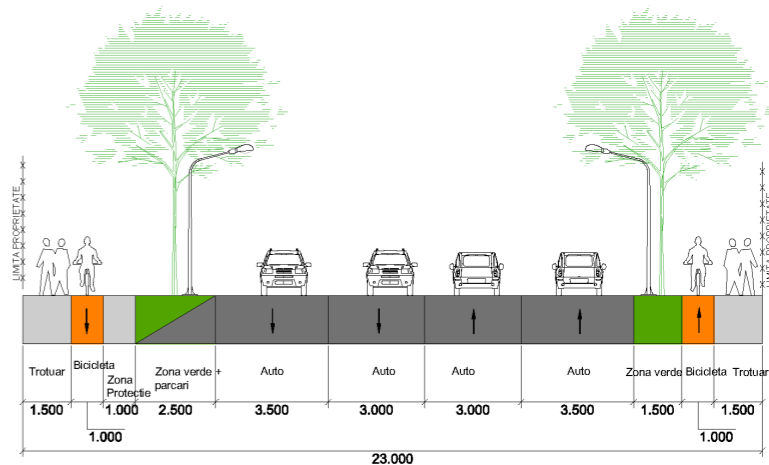 LIMITA PROPRIETATE
LIMITA PROPRIETATE
Trotuar
Bicicleta
Zona
Protectie
Zona verde +
parcari
Auto
Auto
Auto
Auto
Zona verde
Bicicleta
Trotuar
1.500
1.000
2.500
3.500
3.000
3.000
3.500
1.500
1.500
1.000
1.000
23.000